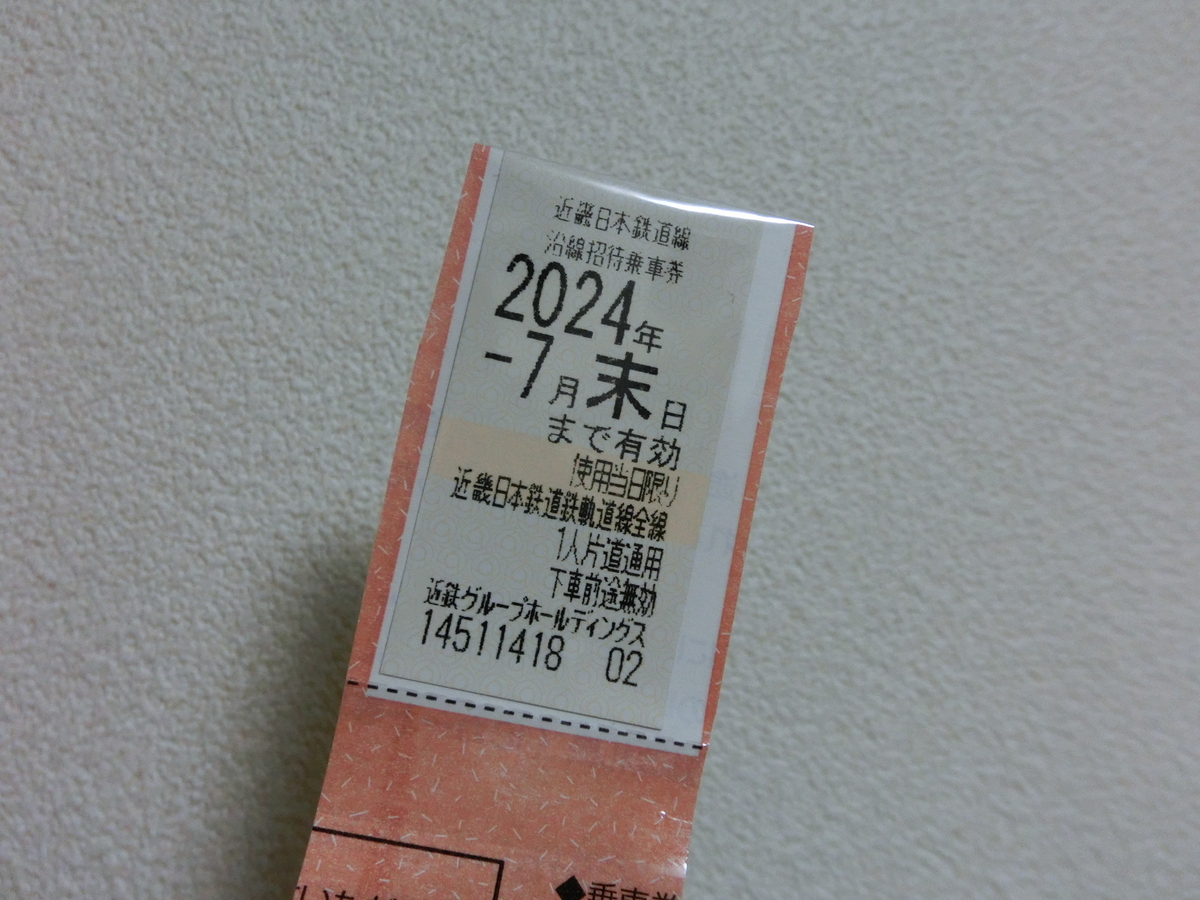 近畿日本鉄道線
沿線招待乗車券
2024年
-7月末日
まで有効
使用当日限り
近畿日本鉄道鉄軌道線全線
1人片道通用
下車前途無効
近鉄グループホールディングス
14511418 02
◆乗車券